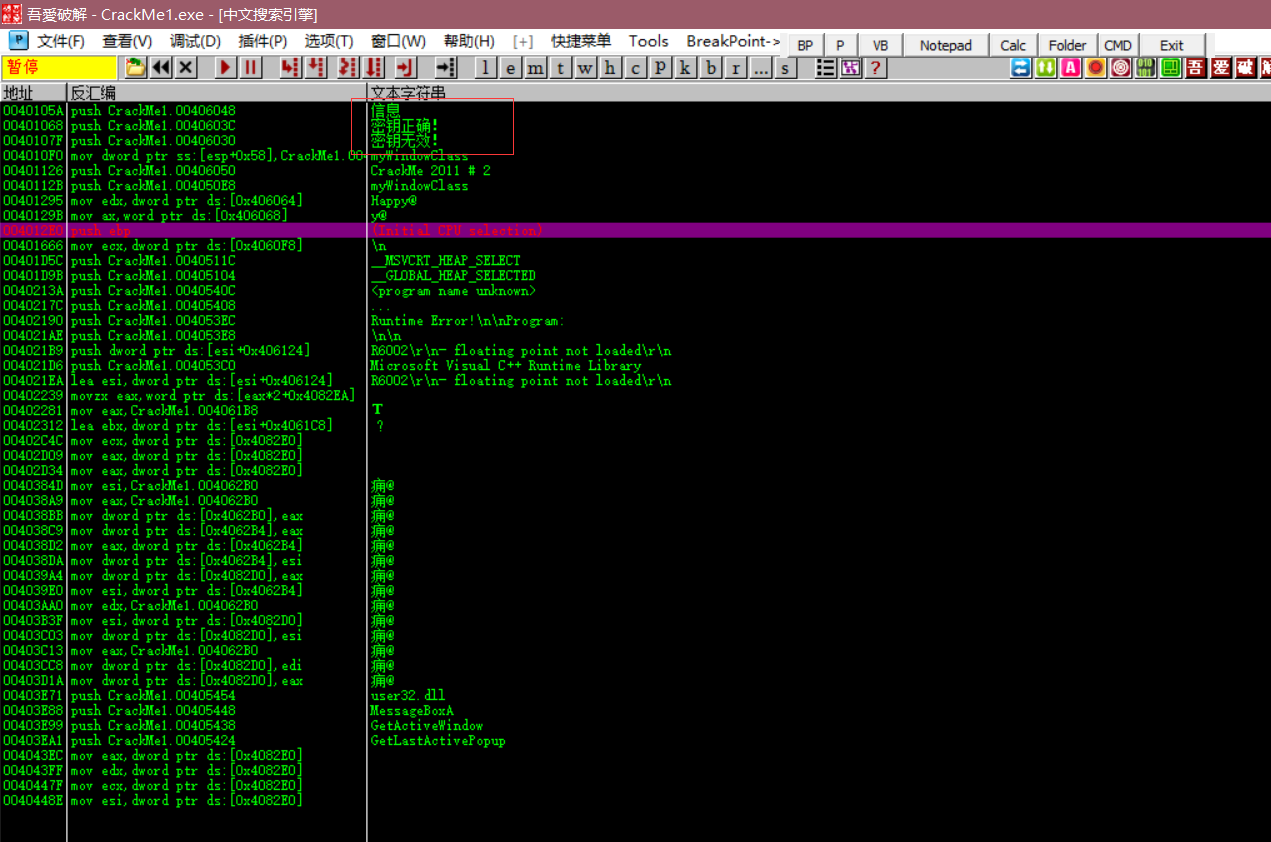 吾愛破解 - CrackMe1.exe - [中文搜索引擎]
文件(F) 查看(V) 调试(D) 插件(P) 选项(T) 窗口(W) 帮助(H) [+] 快捷菜单 Tools BreakPoint-> BP P VB Notepad Calc Folder CMD Exit
暂停 l e m t w h c P k b r ... s ? A 吾 爱 破
地址 反汇编 文本字符串
0040105A push CrackMe1.00406048 信息
00401068 push CrackMe1.0040603C 密钥正确!
0040107F push CrackMe1.00406030 密钥无效!
004010F0 mov dword ptr ss:[esp+0x58],CrackMe1.00 myWindowClass
00401126 push CrackMe1.00406050 CrackMe 2011 # 2
0040112B push CrackMe1.004050E8 myWindowClass
00401295 mov edx,dword ptr ds:[0x406064] Happy@
0040129B mov ax,word ptr ds:[0x406068] y@
004012E0 push ebp (Initial CPU selection)
00401666 mov ecx,dword ptr ds:[0x4060F8] \n
00401D5C push CrackMe1.0040511C __MSVCRT_HEAP_SELECT
00401D9B push CrackMe1.00405104 __GLOBAL_HEAP_SELECTED
0040213A push CrackMe1.0040540C <program name unknown>
0040217C push CrackMe1.00405408 ...
00402190 push CrackMe1.004053EC Runtime Error!\n\nProgram:
004021AE push CrackMe1.004053E8 \n\n
004021B9 push dword ptr ds:[esi+0x406124] R6002\r\n- floating point not loaded\r\n
004021D6 push CrackMe1.004053C0 Microsoft Visual C++ Runtime Library
004021EA lea esi,dword ptr ds:[esi+0x406124] R6002\r\n- floating point not loaded\r\n
00402239 movzx eax,word ptr ds:[eax*2+0x4082EA]
00402281 mov eax,CrackMe1.004061B8 T
00402312 lea ebx,dword ptr ds:[esi+0x4061C8] ?
00402C4C mov ecx,dword ptr ds:[0x4082E0]
00402D09 mov eax,dword ptr ds:[0x4082E0]
00402D34 mov eax,dword ptr ds:[0x4082E0]
0040384D mov esi,CrackMe1.004062B0 @
004038A9 mov eax,CrackMe1.004062B0 @
004038BB mov dword ptr ds:[0x4062B0],eax @
004038C9 mov dword ptr ds:[0x4062B4],eax @
004038D2 mov eax,dword ptr ds:[0x4062B4] @
004038DA mov dword ptr ds:[0x4062B4],esi @
004039A4 mov dword ptr ds:[0x4082D0],eax @
004039E0 mov esi,dword ptr ds:[0x4062B4] @
00403AA0 mov edx,CrackMe1.004062B0 @
00403B3F mov esi,dword ptr ds:[0x4082D0] @
00403C03 mov dword ptr ds:[0x4082D0],esi @
00403C13 mov eax,CrackMe1.004062B0 @
00403CC8 mov dword ptr ds:[0x4082D0],edi @
00403D1A mov dword ptr ds:[0x4082D0],eax @
00403E71 push CrackMe1.00405454 user32.dll
00403E88 push CrackMe1.00405448 MessageBoxA
00403E99 push CrackMe1.00405438 GetActiveWindow
00403EA1 push CrackMe1.00405424 GetLastActivePopup
004043EC mov eax,dword ptr ds:[0x4082E0]
004043FF mov edx,dword ptr ds:[0x4082E0]
0040447F mov ecx,dword ptr ds:[0x4082E0]
0040448E mov esi,dword ptr ds:[0x4082E0]